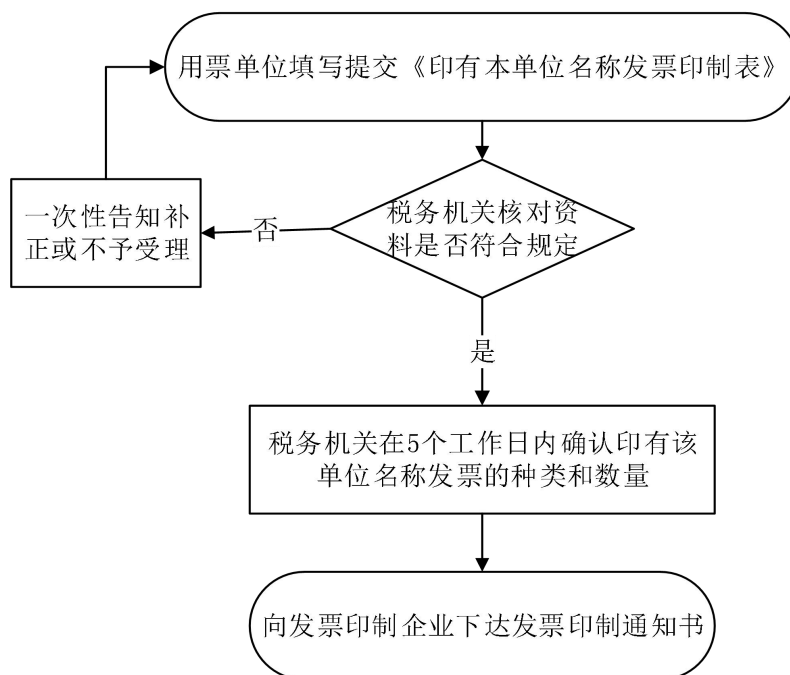 用票单位填写提交《印有本单位名称发票印制表》
税务机关核对资
料是否符合规定
否
一次性告知补
正或不予受理
是
税务机关在5个工作日内确认印有该
单位名称发票的种类和数量
向发票印制企业下达发票印制通知书